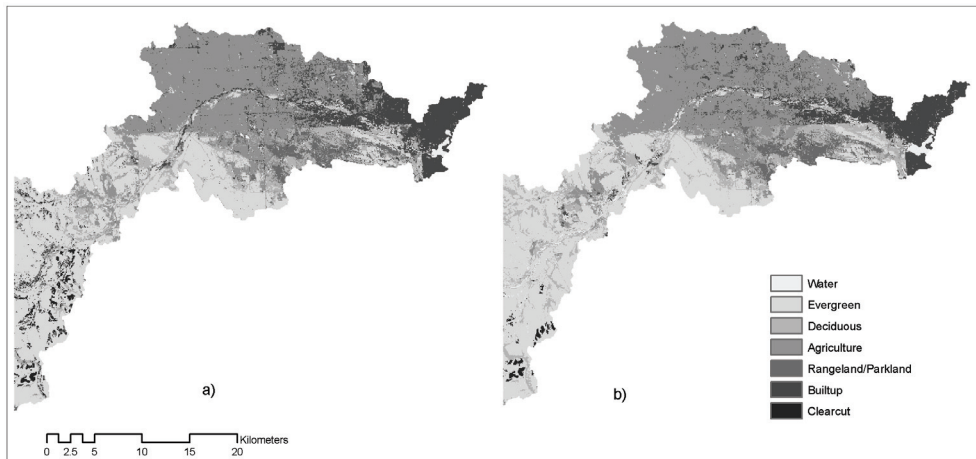 Water
Evergreen
Deciduous
Agriculture
Rangeland/Parkland
Builtup
Clearcut
a)
b)
Kilometers
0 2.5 5 10 15 20